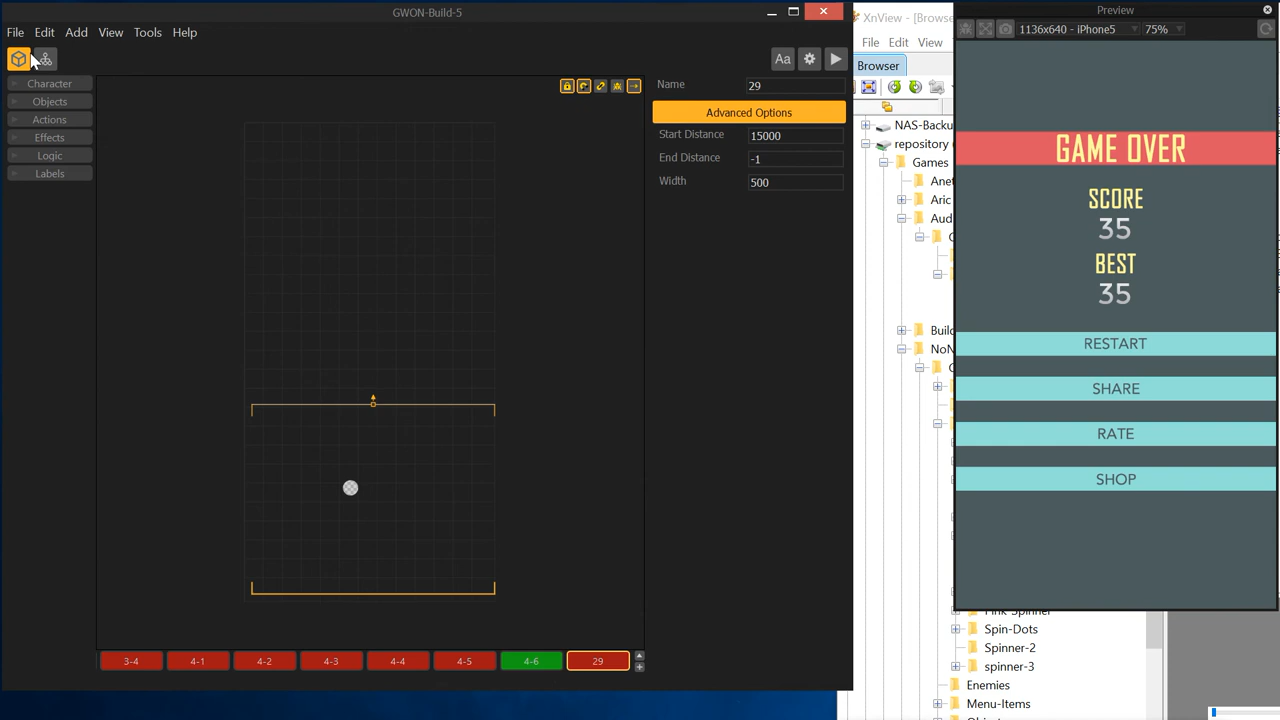 GWON-Build-5
File Edit Add View Tools Help
Character
Objects
Actions
Effects
Logic
Labels
Aa
Name 29
Advanced Options
Start Distance 15000
End Distance -1
Width 500
3-4 4-1 4-2 4-3 4-4 4-5 4-6 29
XnView - [Browse
File Edit View
Browser
NAS-Backu
repository (
Games
Anet
Aric
Aud
Build
NoN
Pink-Spinner
Spin-Dots
Spinner-2
spinner-3
Enemies
Menu-Items
Preview
1136x640 - iPhone5 75%
GAME OVER
SCORE
35
BEST
35
RESTART
SHARE
RATE
SHOP